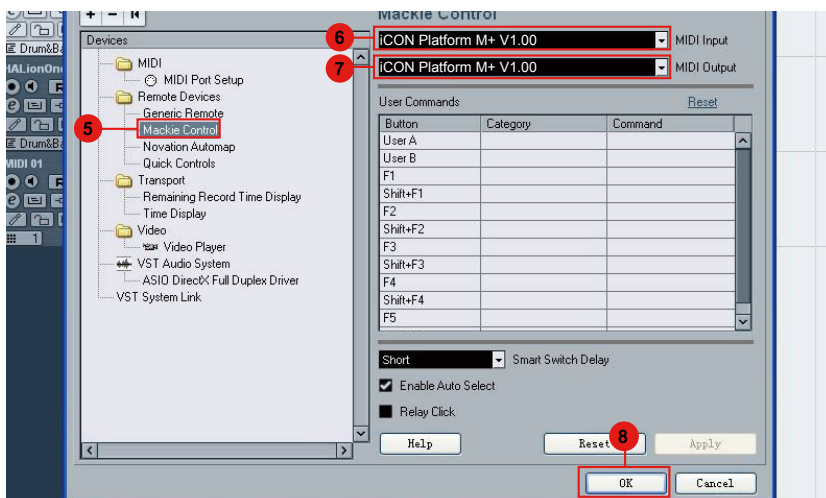 Mackie Control
Devices
MIDI
MIDI Port Setup
Remote Devices
Generic Remote
Mackie Control
Novation Automap
Quick Controls
Transport
Remaining Record Time Display
Time Display
Video
Video Player
VST Audio System
ASIO DirectX Full Duplex Driver
VST System Link
5
6
iCON Platform M+ V1.00
MIDI Input
7
iCON Platform M+ V1.00
MIDI Output
User Commands
Reset
Button Category Command
User A
User B
F1
Shift+F1
F2
Shift+F2
F3
Shift+F3
F4
Shift+F4
F5
Short
Smart Switch Delay
Enable Auto Select
Relay Click
Help
Reset
Apply
8
OK
Cancel
Drum&B
HALionOn
Drum&B
MIDI 01
1